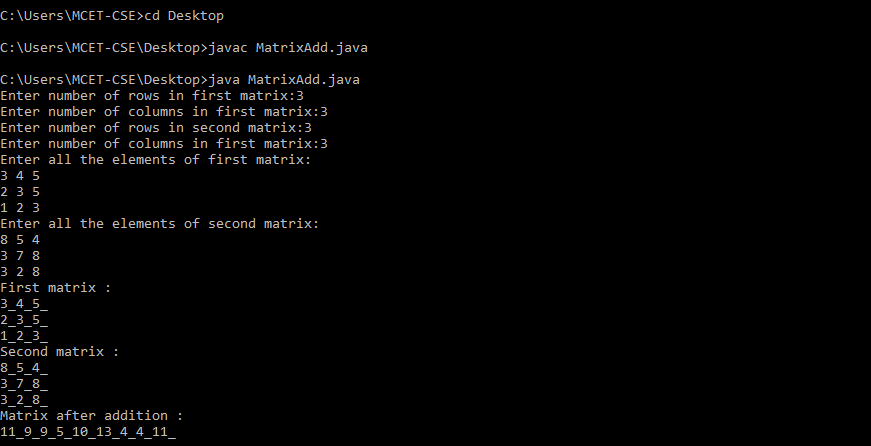 C:\Users\MCET-CSE>cd Desktop
C:\Users\MCET-CSE\Desktop>javac MatrixAdd.java
C:\Users\MCET-CSE\Desktop>java MatrixAdd.java
Enter number of rows in first matrix:3
Enter number of columns in first matrix:3
Enter number of rows in second matrix:3
Enter number of columns in first matrix:3
Enter all the elements of first matrix:
3 4 5
2 3 5
1 2 3
Enter all the elements of second matrix:
8 5 4
3 7 8
3 2 8
First matrix :
3_4_5_
2_3_5_
1_2_3_
Second matrix :
8_5_4_
3_7_8_
3_2_8_
Matrix after addition :
11_9_9_5_10_13_4_4_11_